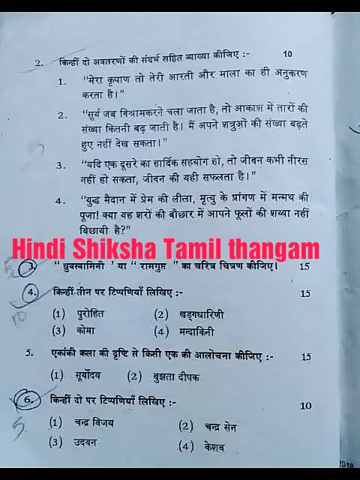 2. किन्हीं दो अवतरणों की संदर्भ सहित व्याख्या कीजिए :- 10
1. "मेरा कृपाण तो तेरी आरती और माला का ही अनुकरण
करता है।"
2. "सूर्य जब विश्रामकरने चला जाता है, तो आकाश में तारों की
संख्या कितनी बढ़ जाती है। मैं अपने शत्रुओं की संख्या बढ़ते
हुए नहीं देख सकता।"
3. "यदि एक दूसरे का हार्दिक सहयोग हो, तो जीवन कभी नीरस
नहीं हो सकता, जीवन की यही सफलता है।"
4. "युद्ध मैदान में प्रेम की लीला, मृत्यु के प्रांगण में मन्मथ की
पूजा! क्या यह शरों की बौछार में आपने फूलों की शय्या नहीं
बिछायी है?"
Hindi Shiksha Tamil thangam
3. "ध्रुवस्वामिनी' या "रामगुप्त" का चरित्र चित्रण कीजिए। 15
4. किन्हीं तीन पर टिप्पणियाँ लिखिए :- 15
10
(1) पुरोहित (2) खड्गधारिणी
(3) कोमा (4) मन्दाकिनी
5. एकांकी कला की दृष्टि से किसी एक की आलोचना कीजिए :- 15
(1) सूर्योदय (2) बुझता दीपक
6. किन्हीं दो पर टिप्पणियाँ लिखिए :- 10
5
(1) चन्द्र विजय (2) चन्द्र सेन
(3) उदयन (4) केशव